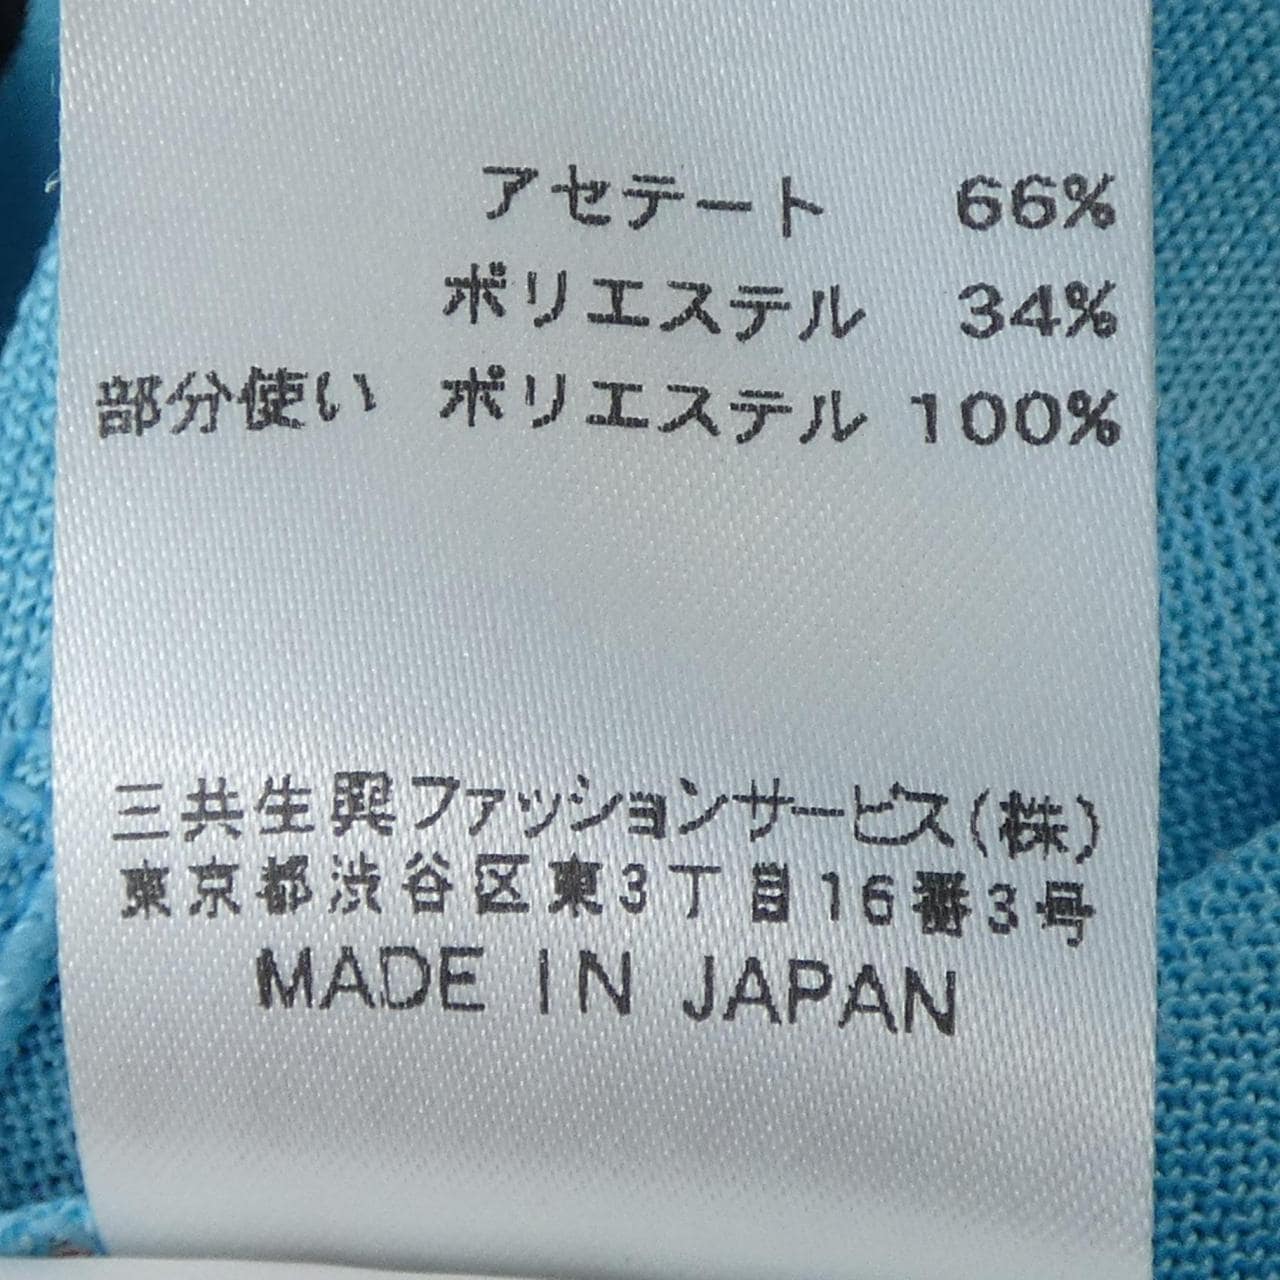 アセテート 66%
ポリエステル 34%
部分使い ポリエステル 100%
三共生興ファッションサービス(株)
東京都渋谷区東3丁目16番3号
MADE IN JAPAN